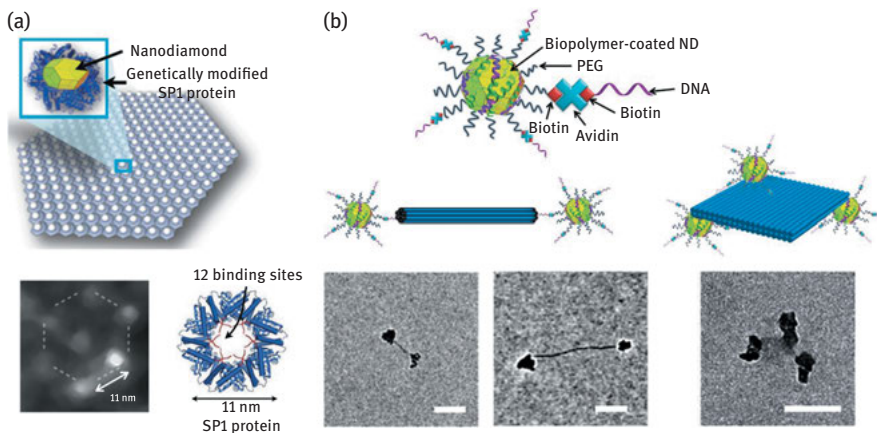 (a)
Nanodiamond
Genetically modified
SP1 protein
12 binding sites
11 nm
11 nm
SP1 protein
(b)
Biopolymer-coated ND
PEG
DNA
Biotin
Biotin
Avidin